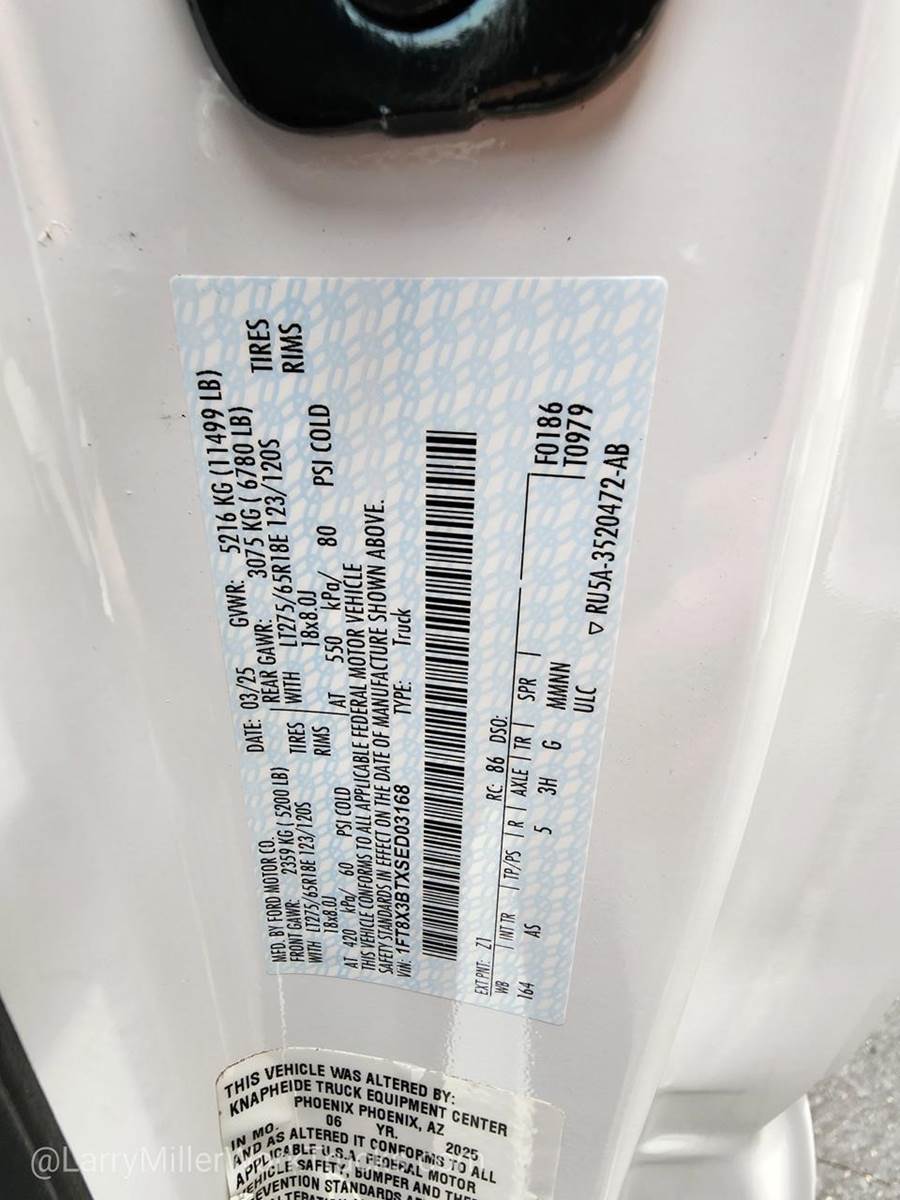 MFD. BY FORD MOTOR CO. DATE: 03/25 GVWR: 5216 KG (11499 LB)
FRONT GAWR: 2359 KG ( 5200 LB) REAR GAWR: 3075 KG ( 6780 LB)
WITH LT275/65R18E 123/120S TIRES WITH LT275/65R18E 123/120S TIRES
18x8.0J RIMS 18x8.0J RIMS
AT 420 kPa/ 60 PSI COLD AT 550 kPa/ 80 PSI COLD
THIS VEHICLE CONFORMS TO ALL APPLICABLE FEDERAL MOTOR VEHICLE
SAFETY STANDARDS IN EFFECT ON THE DATE OF MANUFACTURE SHOWN ABOVE.
VIN: 1FT8X3BTXSED03168 TYPE: Truck
EXT PNT: Z1 RC: 86 DSO: F0186
WB INT TR TP/PS R AXLE TR SPR T0979
164 AS 5 3H G MMMNN
ULC ▽ RU5A-3520472-AB
THIS VEHICLE WAS ALTERED BY:
KNAPHEIDE TRUCK EQUIPMENT CENTER
PHOENIX PHOENIX, AZ
IN MO. 06 YR. 2025
AND AS ALTERED IT CONFORMS TO ALL
APPLICABLE U.S.A. FEDERAL MOTOR
VEHICLE SAFETY, BUMPER AND
STANDARDS
@LarryMiller